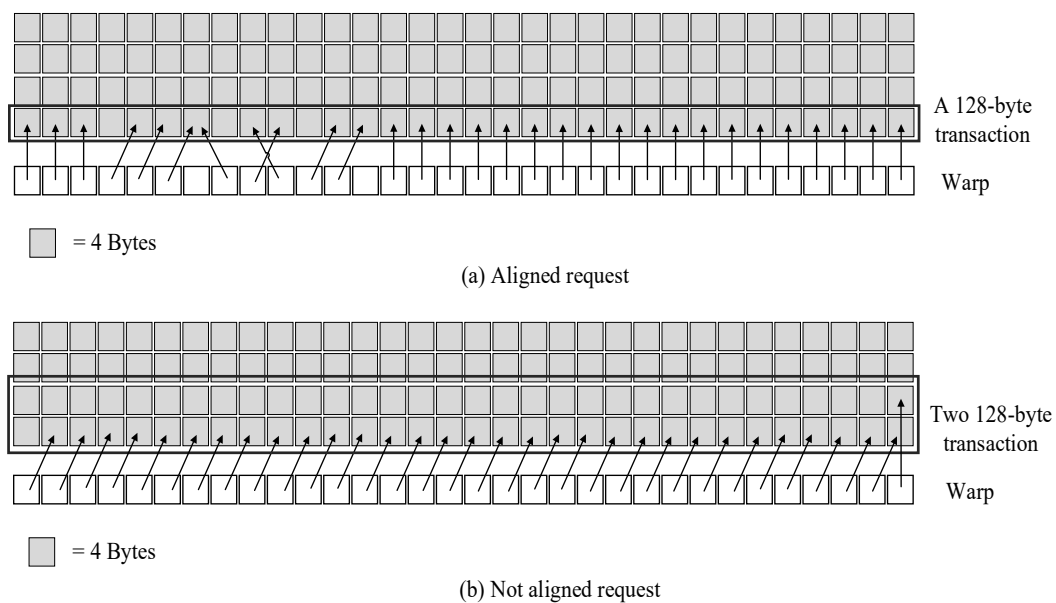 A 128-byte
transaction
Warp
= 4 Bytes
(a) Aligned request
Two 128-byte
transaction
Warp
= 4 Bytes
(b) Not aligned request